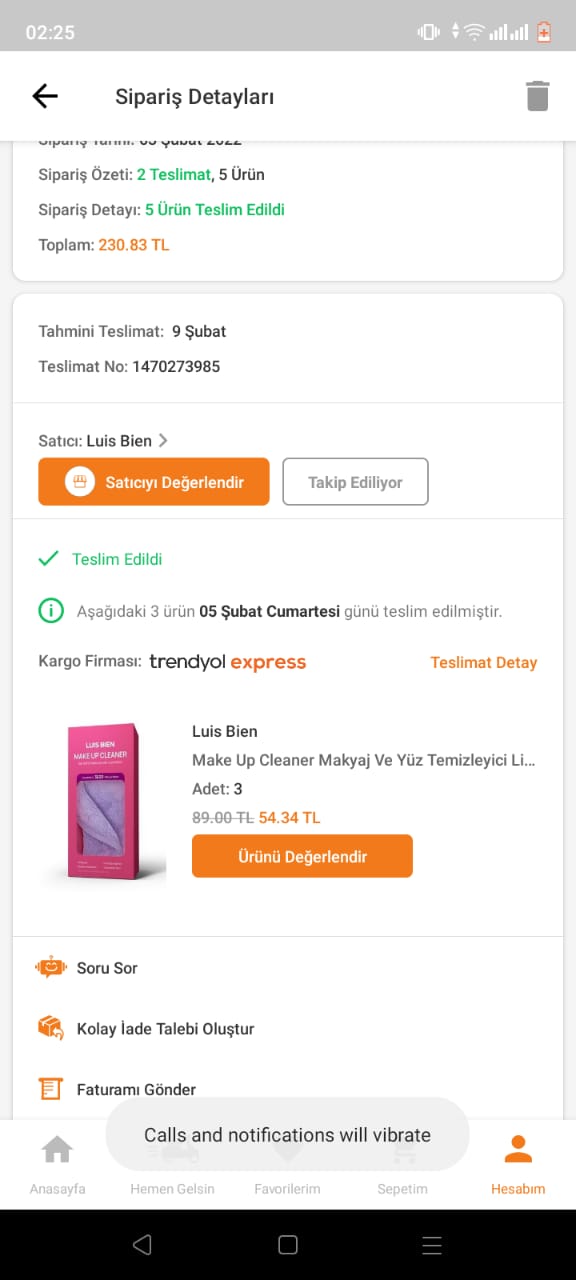 02:25
Sipariş Detayları
Sipariş Tarihi: 05 Şubat 2022
Sipariş Özeti: 2 Teslimat, 5 Ürün
Sipariş Detayı: 5 Ürün Teslim Edildi
Toplam: 230.83 TL
Tahmini Teslimat: 9 Şubat
Teslimat No: 1470273985
Satıcı: Luis Bien
Satıcıyı Değerlendir
Takip Ediliyor
Teslim Edildi
Aşağıdaki 3 ürün 05 Şubat Cumartesi günü teslim edilmiştir.
Kargo Firması: trendyol express
Teslimat Detay
LUIS BIEN
MAKE UP CLEANER
Luis Bien
Make Up Cleaner Makyaj Ve Yüz Temizleyici Li...
Adet: 3
89.00 TL 54.34 TL
Ürünü Değerlendir
Soru Sor
Kolay İade Talebi Oluştur
Faturamı Gönder
Calls and notifications will vibrate
Anasayfa
Hemen Gelsin
Favorilerim
Sepetim
Hesabım